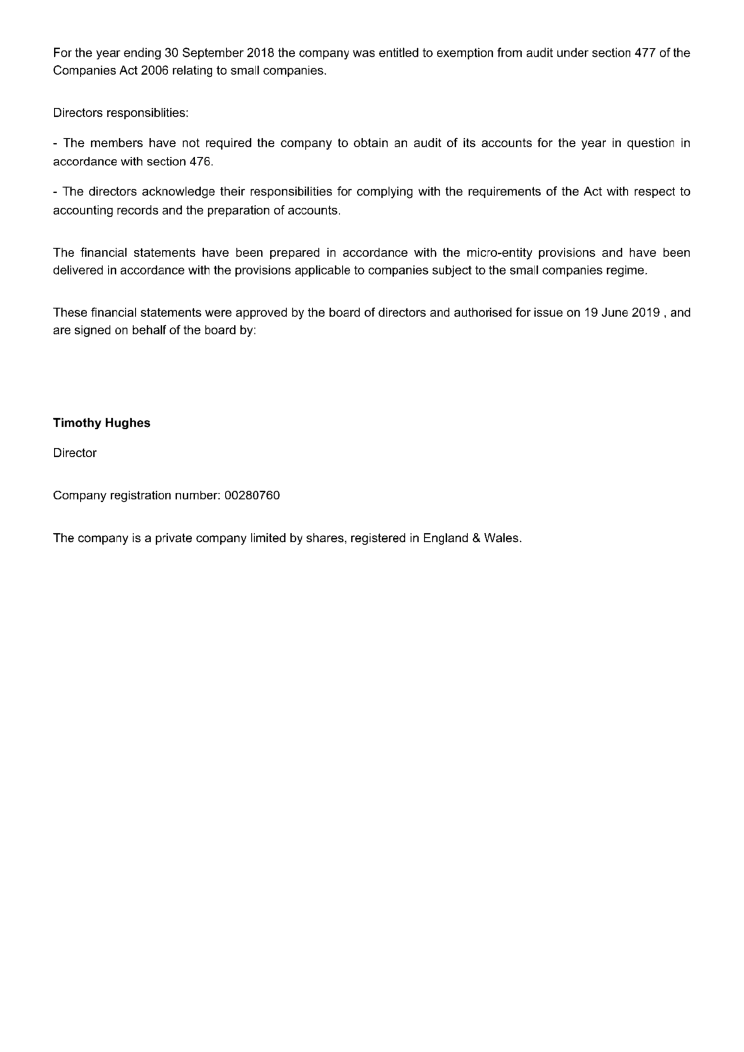 For the year ending 30 September 2018 the company was entitled to exemption from audit under section 477 of the
Companies Act 2006 relating to small companies.
Directors responsiblities:
- The members have not required the company to obtain an audit of its accounts for the year in question in
accordance with section 476.
- The directors acknowledge their responsibilities for complying with the requirements of the Act with respect to
accounting records and the preparation of accounts.
The financial statements have been prepared in accordance with the micro-entity provisions and have been
delivered in accordance with the provisions applicable to companies subject to the small companies regime.
These financial statements were approved by the board of directors and authorised for issue on 19 June 2019 , and
are signed on behalf of the board by:
Timothy Hughes
Director
Company registration number: 00280760
The company is a private company limited by shares, registered in England & Wales.